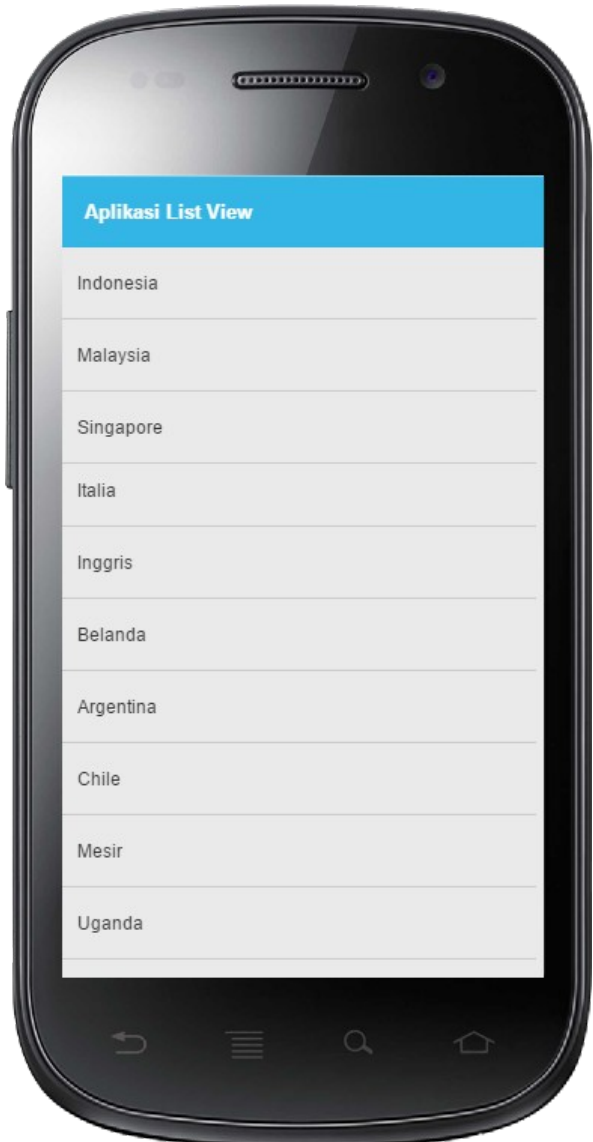 Aplikasi List View
Indonesia
Malaysia
Singapore
Italia
Inggris
Belanda
Argentina
Chile
Mesir
Uganda